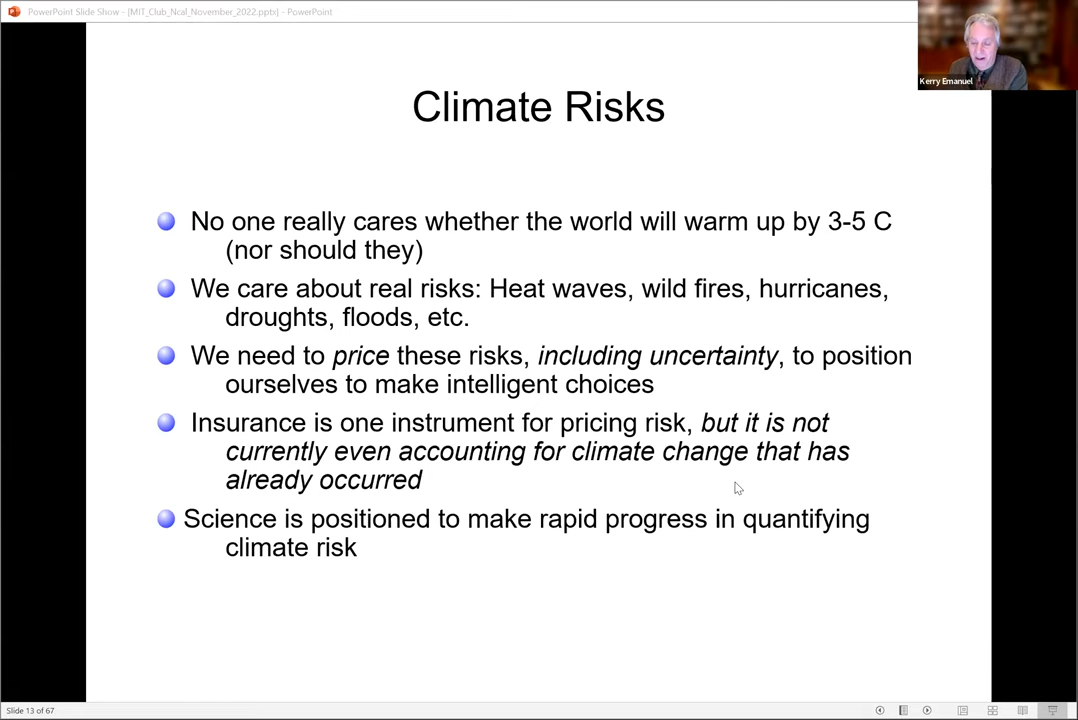 PowerPoint Slide Show - [MIT_Club_Ncal_November_2022.pptx] - PowerPoint
Kerry Emanuel
Climate Risks
No one really cares whether the world will warm up by 3-5 C
(nor should they)
We care about real risks: Heat waves, wild fires, hurricanes,
droughts, floods, etc.
We need to price these risks, including uncertainty, to position
ourselves to make intelligent choices
Insurance is one instrument for pricing risk, but it is not
currently even accounting for climate change that has
already occurred
Science is positioned to make rapid progress in quantifying
climate risk
Slide 13 of 67